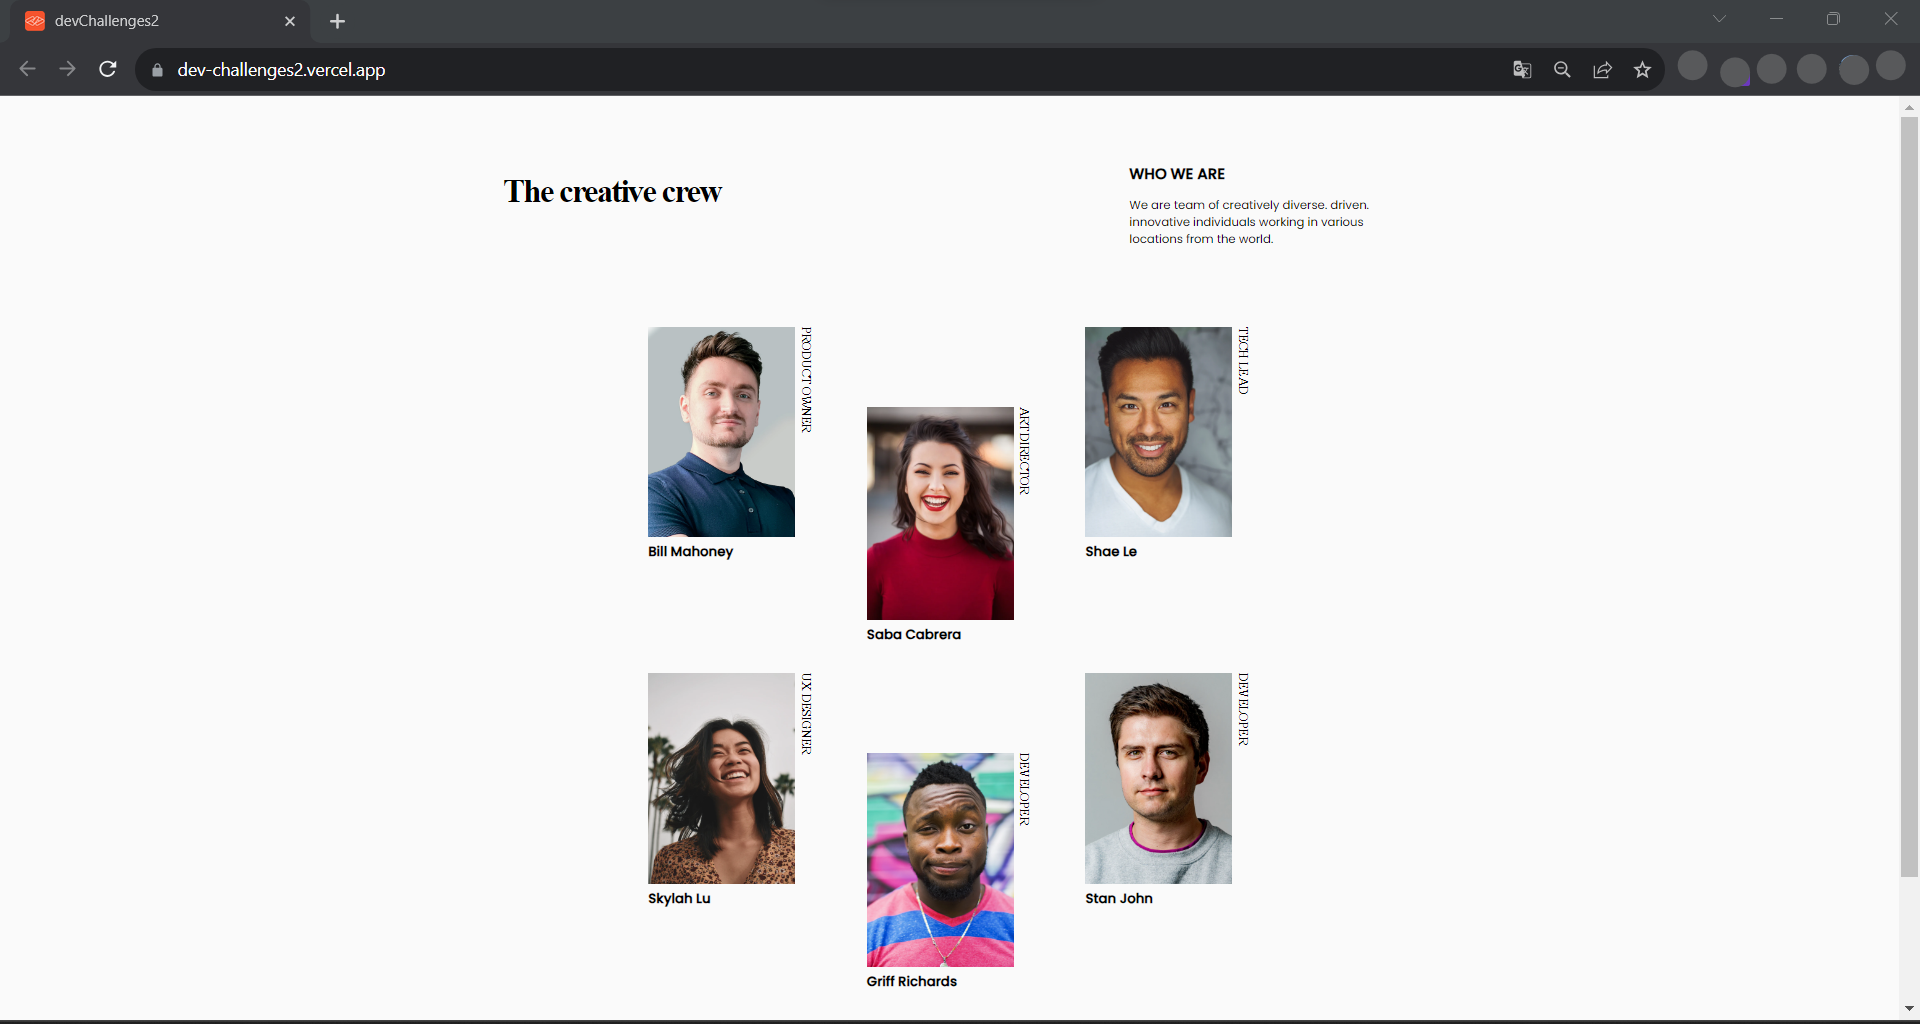 devChallenges2
dev-challenges2.vercel.app
The creative crew
WHO WE ARE
We are team of creatively diverse. driven.
innovative individuals working in various
locations from the world.
PRODUCT OWNER
Bill Mahoney
ART DIRECTOR
Saba Cabrera
TECH LEAD
Shae Le
UX DESIGNER
Skylah Lu
DEVELOPER
Griff Richards
DEVELOPER
Stan John